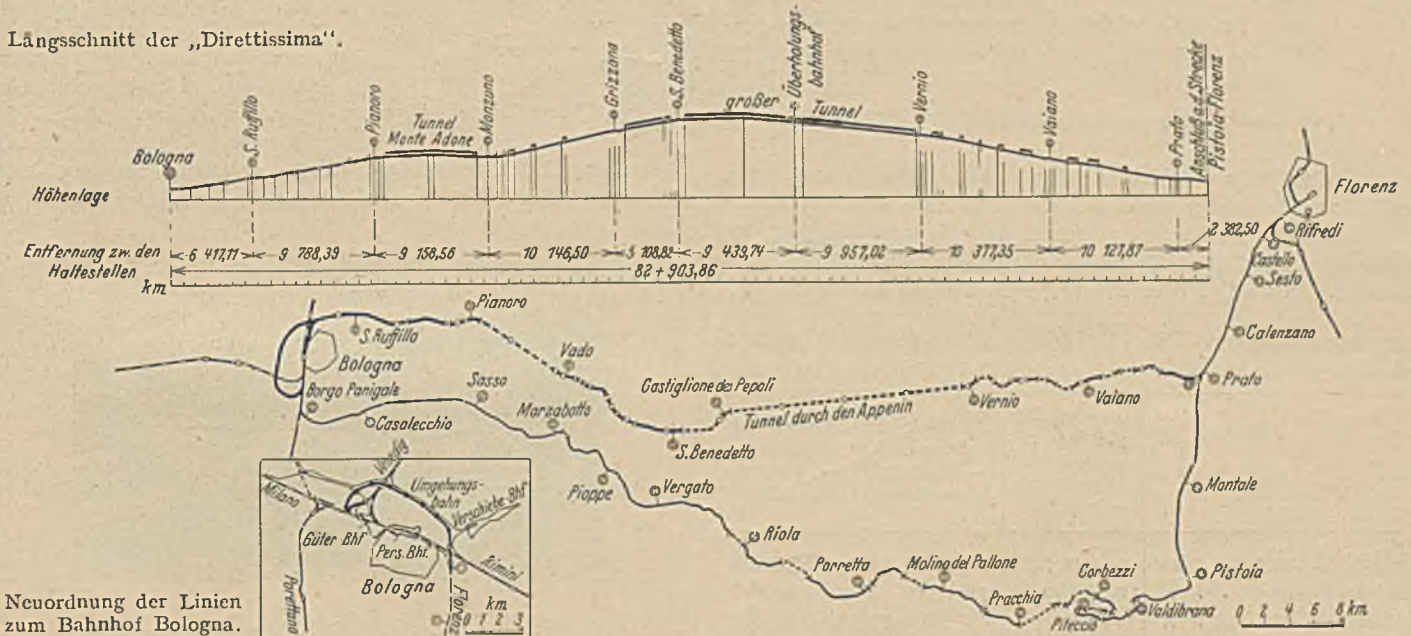 Längsschnitt der „Direttissima“.
Bologna
S. Ruffillo
Pianoro
Tunnel
Monte Adone
Monzuno
Grizzana
S. Benedetto
großer
Überholungs-
bahnhof
Tunnel
Vernio
Vaiano
Prato
Anschluß a.d. Strecke
Pistoia-Florenz
Höhenlage
Entfernung zw. den
Haltestellen
6 417,11
9 788,39
9 158,56
10 146,50
5 108,82
9 439,74
9 957,02
10 377,35
10 127,87
2 382,50
82 + 903,86
km
Florenz
Rifredi
Castello
Sesto
Calenzano
Prato
Pianoro
S. Ruffillo
Bologna
Vado
Castiglione dei Pepoli
Tunnel durch den Appenin
Vernio
Vaiano
S. Benedetto
Borgo Panigale
Casalecchio
Sasso
Marzabotto
Pioppe
Vergato
Riola
Porretta
Molino del Pallone
Pracchia
Corbezzi
Piteccio
Valdibrana
Pistoia
Montale
0 2 4 6 8 km
Venedig
Milano
Umgehungs-
bahn
Verschiebe-Bhf
Güter Bhf
Pers. Bhf.
Bologna
Rimini
Porettana
Florenz
km
0 1 2 3
Neuordnung der Linien
zum Bahnhof Bologna.